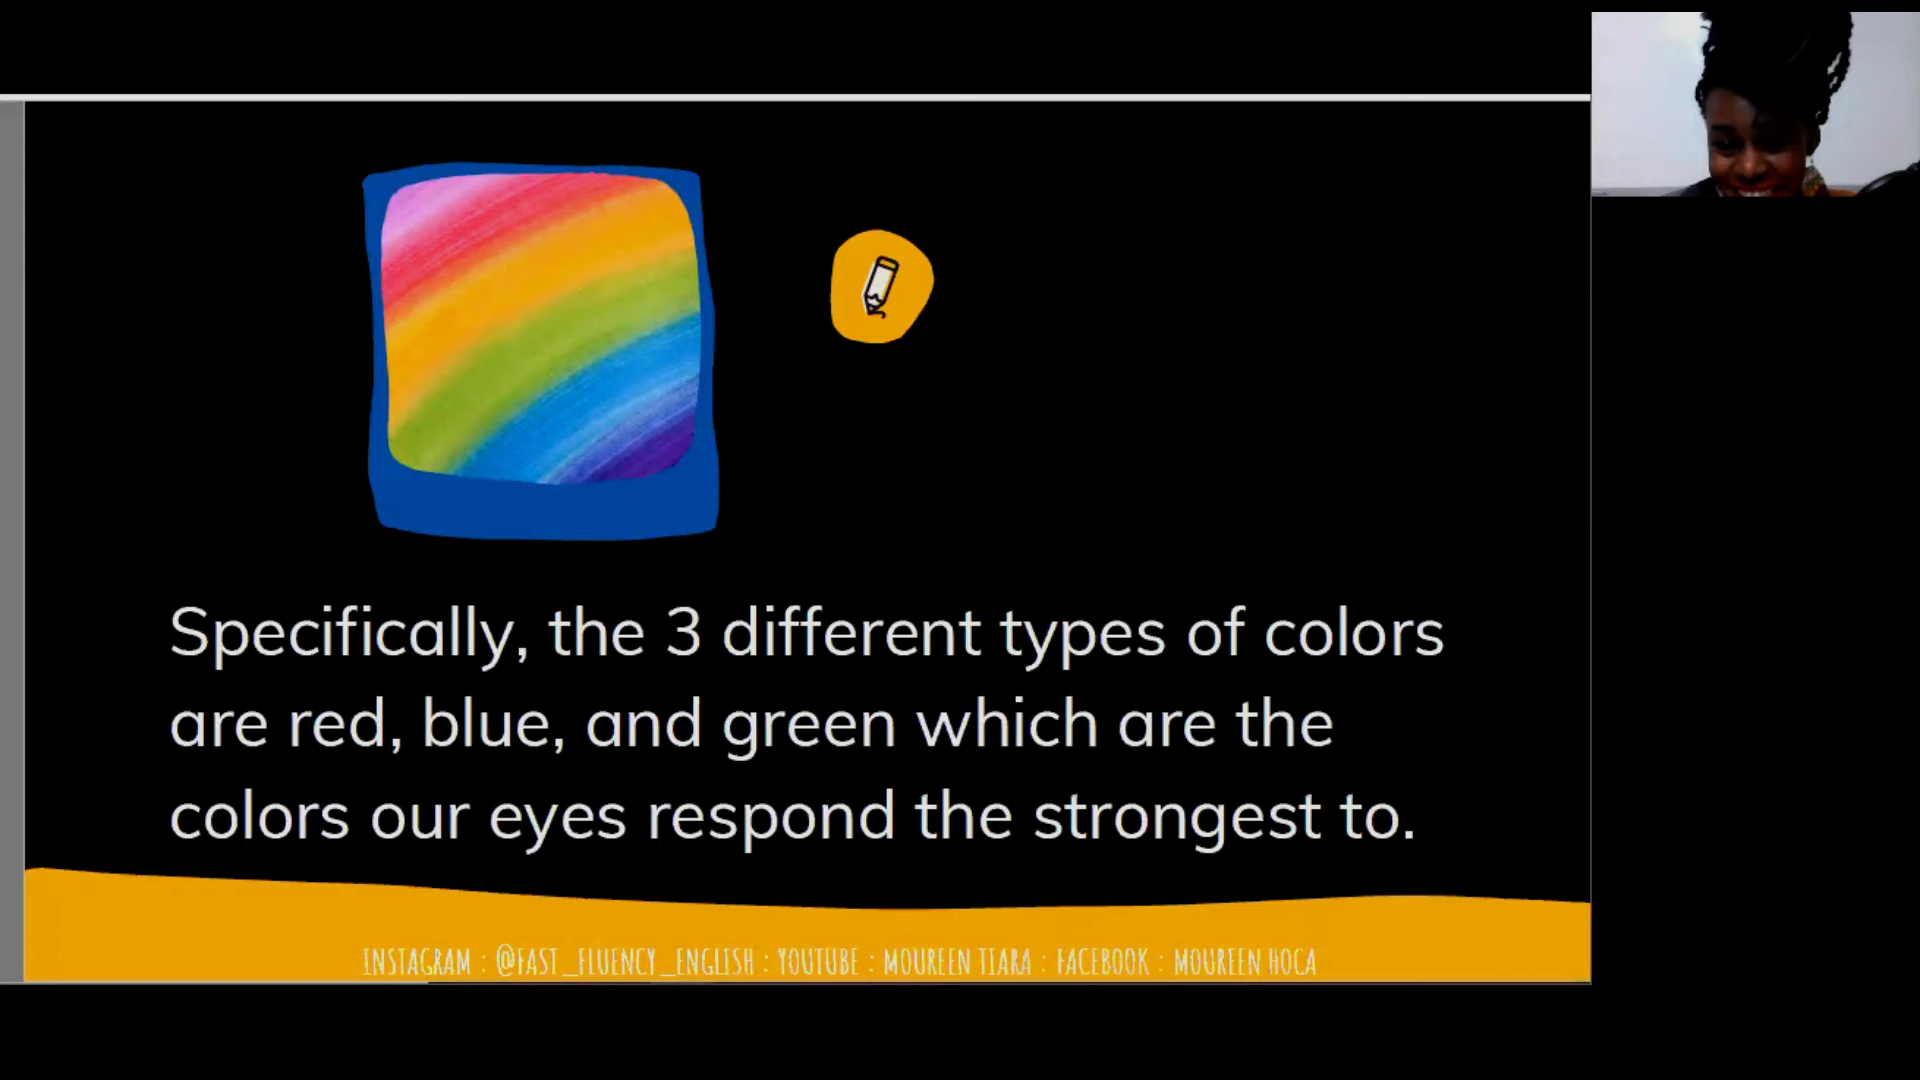 Specifically, the 3 different types of colors
are red, blue, and green which are the
colors our eyes respond the strongest to.
INSTAGRAM : @FAST_FLUENCY_ENGLISH : YOUTUBE : MOUREEN TIARA : FACEBOOK : MOUREEN HOCA